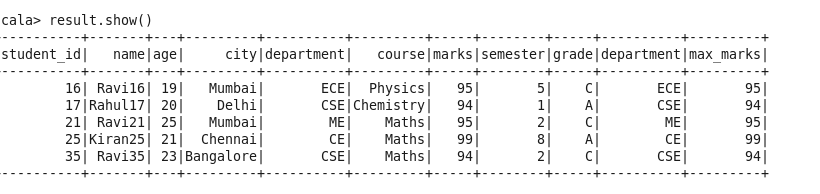 cala> result.show()
----------+-------+---+---------+----------+---------+-----+--------+-----+----------+---------+
student_id|   name|age|     city|department|   course|marks|semester|grade|department|max_marks|
----------+-------+---+---------+----------+---------+-----+--------+-----+----------+---------+
        16| Ravi16| 19|   Mumbai|       ECE|  Physics|   95|       5|    C|       ECE|       95|
        17|Rahul17| 20|    Delhi|       CSE|Chemistry|   94|       1|    A|       CSE|       94|
        21| Ravi21| 25|   Mumbai|        ME|    Maths|   95|       2|    C|        ME|       95|
        25|Kiran25| 21|  Chennai|        CE|    Maths|   99|       8|    A|        CE|       99|
        35| Ravi35| 23|Bangalore|       CSE|    Maths|   94|       2|    C|       CSE|       94|
----------+-------+---+---------+----------+---------+-----+--------+-----+----------+---------+